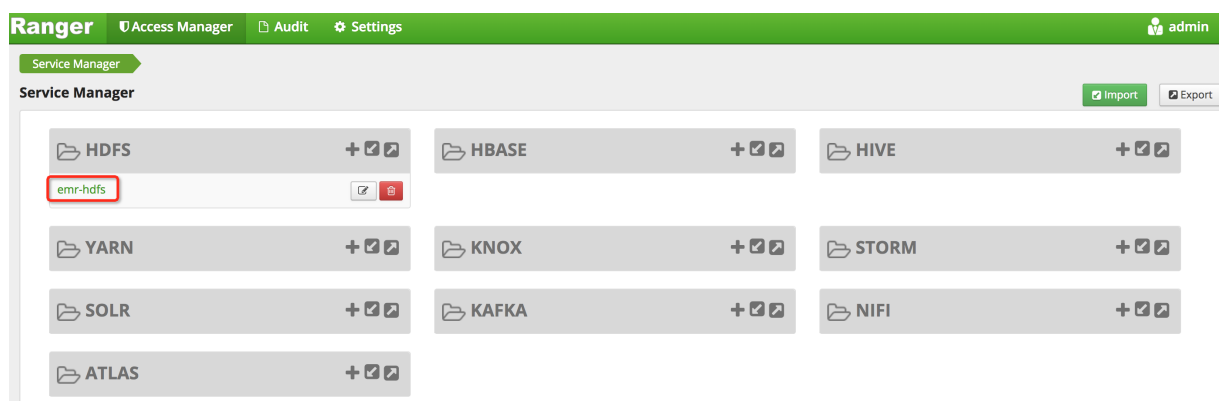 Ranger Access Manager Audit Settings admin
Service Manager
Service Manager Import Export
HDFS HBASE HIVE
emr-hdfs
YARN KNOX STORM
SOLR KAFKA NIFI
ATLAS